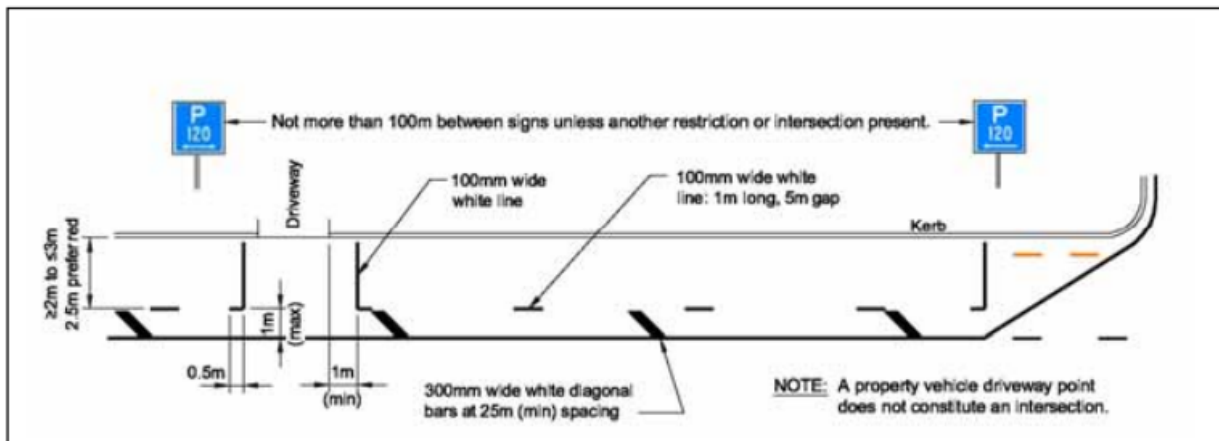 P
120
Not more than 100m between signs unless another restriction or intersection present.
P
120
Driveway
100mm wide
white line
100mm wide white
line: 1m long, 5m gap
Kerb
≥2m to ≤3m
2.5m preferred
1m
(max)
0.5m
1m
(min)
300mm wide white diagonal
bars at 25m (min) spacing
NOTE: A property vehicle driveway point
does not constitute an intersection.